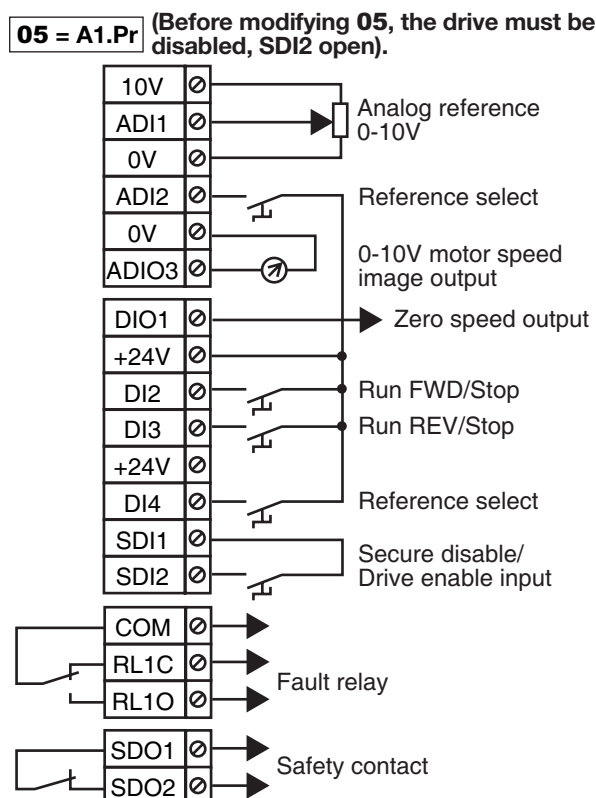 05 = A1.Pr (Before modifying 05, the drive must be
disabled, SDI2 open).
10V
ADI1
0V
Analog reference
0-10V
ADI2
Reference select
0V
ADIO3
0-10V motor speed
image output
DIO1
Zero speed output
+24V
DI2
Run FWD/Stop
DI3
Run REV/Stop
+24V
DI4
Reference select
SDI1
SDI2
Secure disable/
Drive enable input
COM
RL1C
RL1O
Fault relay
SDO1
SDO2
Safety contact